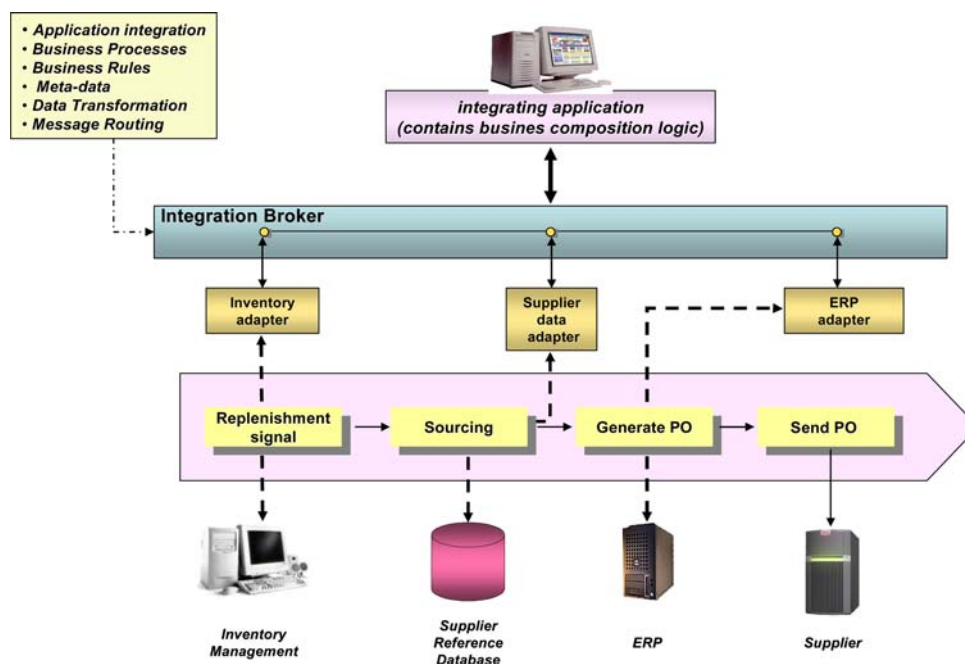 • Application integration
• Business Processes
• Business Rules
• Meta-data
• Data Transformation
• Message Routing
integrating application
(contains busines composition logic)
Integration Broker
Inventory
adapter
Supplier
data
adapter
ERP
adapter
Replenishment
signal
Sourcing
Generate PO
Send PO
Inventory
Management
Supplier
Reference
Database
ERP
Supplier